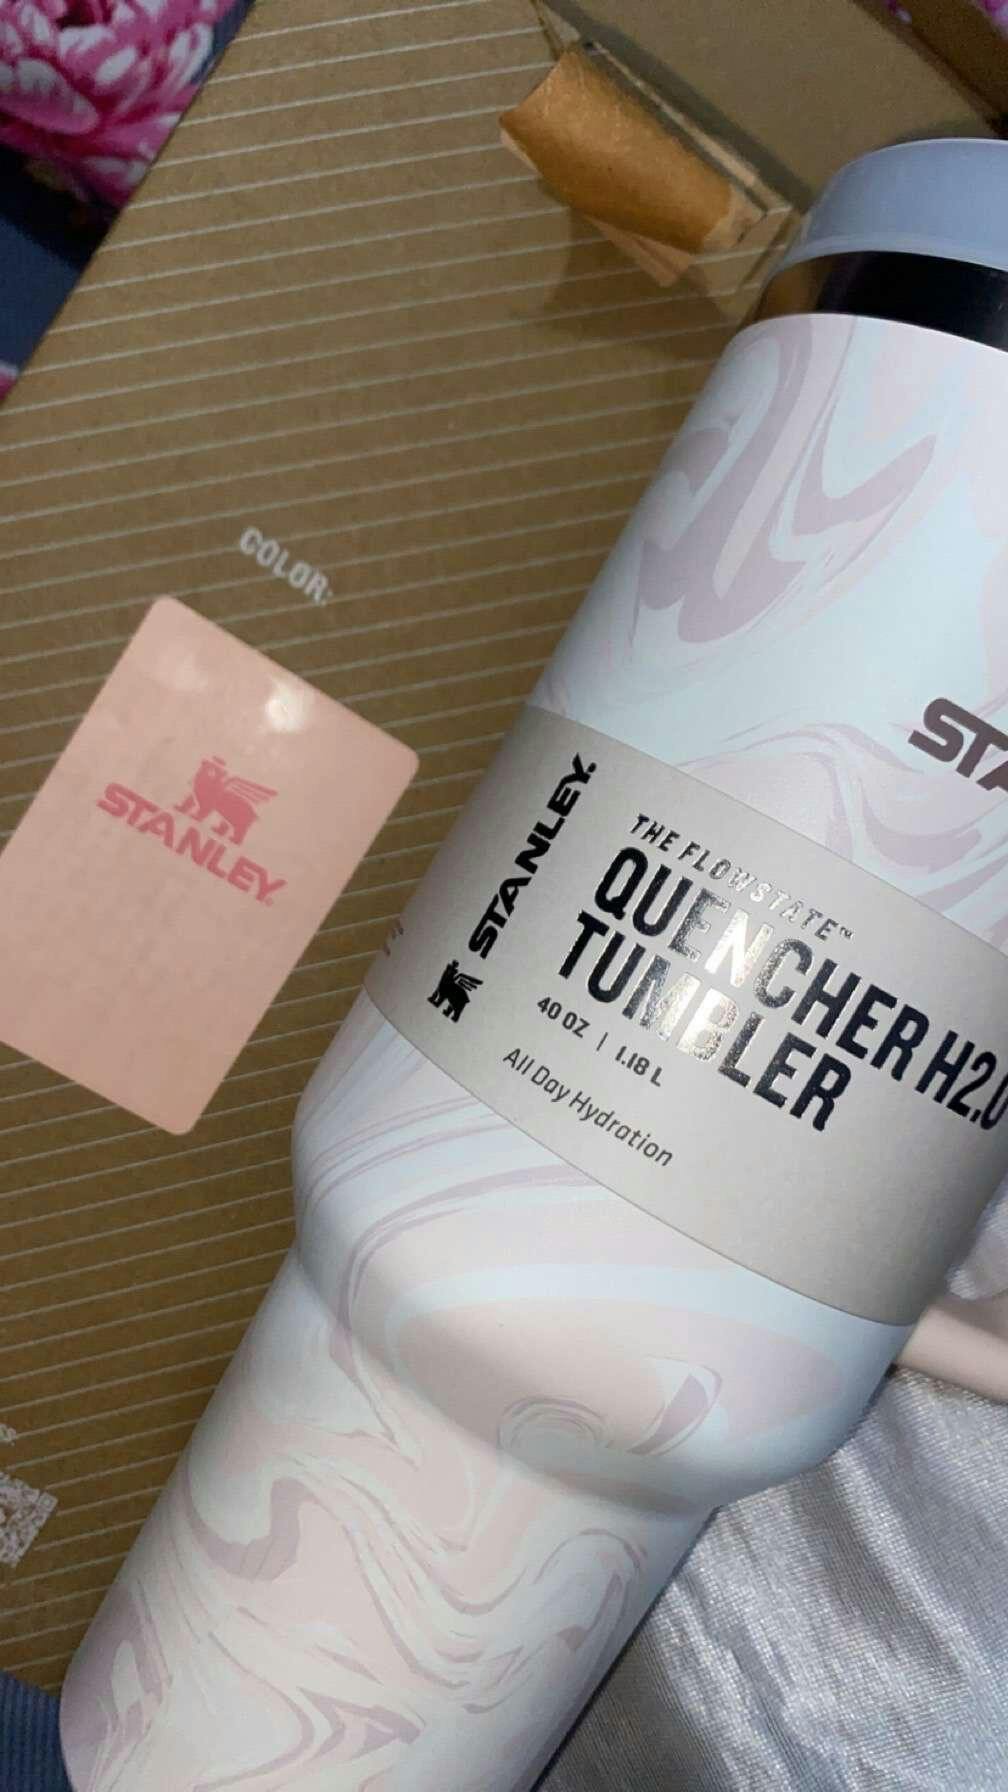 COLOR:
STANLEY
STA
STANLEY.
THE FLOWSTATE™
QUENCHER H2.0
TUMBLER
40 OZ | 1.18 L
All Day Hydration